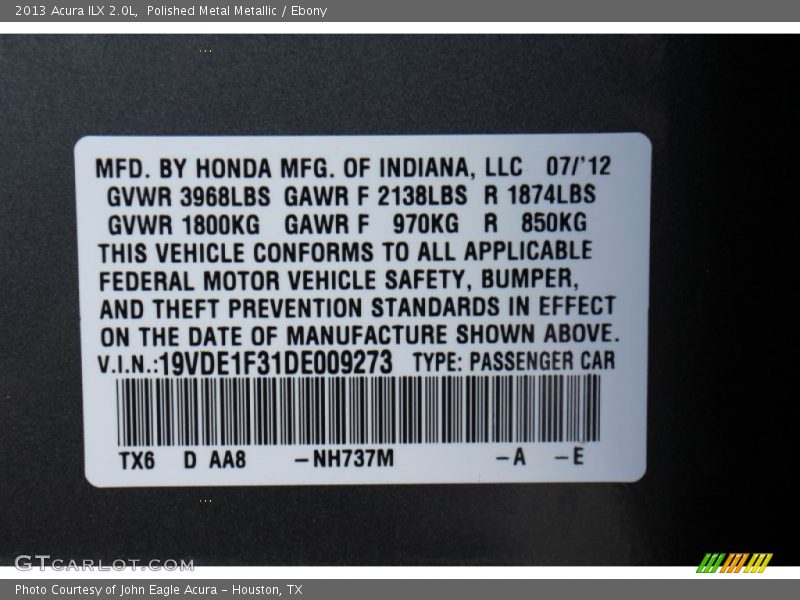 2013 Acura ILX 2.0L, Polished Metal Metallic / Ebony
MFD. BY HONDA MFG. OF INDIANA, LLC 07/'12
GVWR 3968LBS GAWR F 2138LBS R 1874LBS
GVWR 1800KG GAWR F 970KG R 850KG
THIS VEHICLE CONFORMS TO ALL APPLICABLE
FEDERAL MOTOR VEHICLE SAFETY, BUMPER,
AND THEFT PREVENTION STANDARDS IN EFFECT
ON THE DATE OF MANUFACTURE SHOWN ABOVE.
V.I.N.:19VDE1F31DE009273 TYPE: PASSENGER CAR
TX6 D AA8 -NH737M -A -E
GTCARLOT.COM
Photo Courtesy of John Eagle Acura - Houston, TX